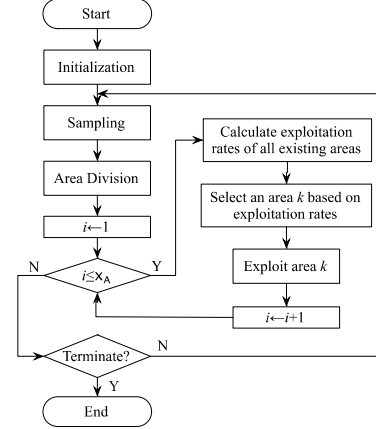 Start
Initialization
Sampling
Area Division
i←1
N
i≤xA
Y
Calculate exploitation
rates of all existing areas
Select an area k based on
exploitation rates
Exploit area k
i←i+1
Terminate?
N
Y
End